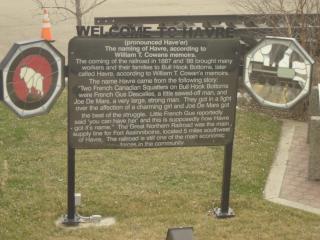 WELCOME TO HAVRE
(pronounced Have'er)
The naming of Havre, according to
William T. Cowans memoirs.
The coming of the railroad in 1887 and '88 brought many
workers and their families to Bull Hook Bottoms, later
called Havre, according to William T. Cowan's memoirs.
The name Havre came from the following story:
"Two French Canadian Squatters on Bull Hook Bottoms
were French Gus Descelles, a little sawed-off man, and
Joe De Mars, a very large, strong man. They got in a fight
over the affection of a charming girl and Joe De Mars got
the best of the struggle. Little French Gus reportedly
said 'you can have her' and this is supposedly how Havre
got it's name." The Great Northern Railroad was the main
supply line for Fort Assinniboine, located 5 miles southwest
of Havre. The railroad is still one of the main economic
forces in the community.